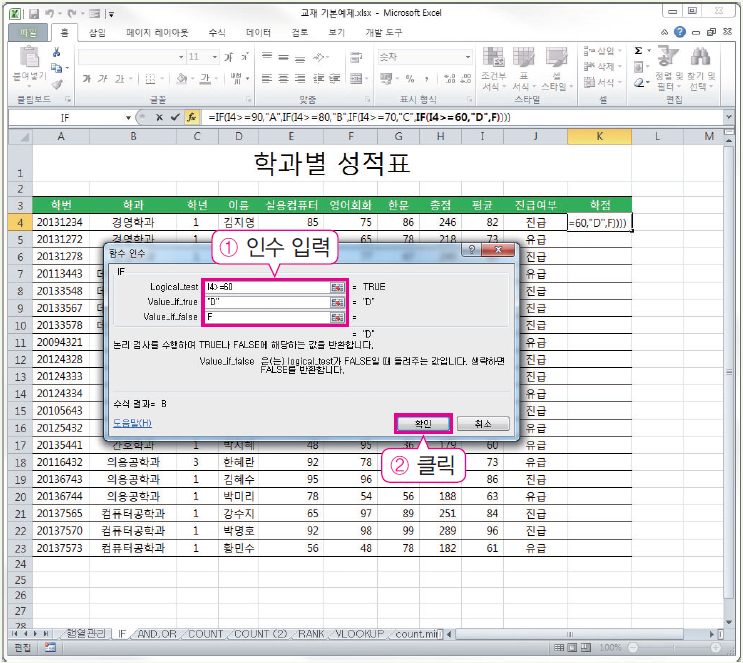 교재 기본예제.xlsx - Microsoft Excel
파일 홈 삽입 페이지 레이아웃 수식 데이터 검토 보기 개발 도구
붙여넣기 가 가 가 11 숫자 조건부 서식 표 서식 셀 스타일 삽입 삭제 서식 정렬 및 필터 찾기 및 선택
클립보드 글꼴 맞춤 표시 형식 스타일 셀 편집
IF =IF(I4>=90,"A",IF(I4>=80,"B",IF(I4>=70,"C",IF(I4>=60,"D",F))))
A B C D E F G H I J K L M
1 학과별 성적표
2
3 학번 학과 학년 이름 실용컴퓨터 영어회화 한문 총점 평균 진급여부 학점
4 20131234 경영학과 1 김지영 85 75 86 246 82 진급 =60,"D",F))))
5 20131272 경영학과 65 78 218 73 유급
6 20131278 진급
7 20113443 유급
8 20133548 진급
9 20133567 진급
10 20133578 진급
11 20094321 유급
12 20124328 진급
13 20124333 진급
14 20124334 유급
15 20105643 진급
16 20125432 유급
17 20135441 간호학과 1 박지혜 48 95 36 179 60 유급
18 20116432 의용공학과 3 한혜란 92 78 73 유급
19 20136743 의용공학과 1 김혜수 95 96 86 진급
20 20136744 의용공학과 1 박미리 78 54 56 188 63 유급
21 20137565 컴퓨터공학과 1 강수지 65 97 89 251 84 진급
22 20137570 컴퓨터공학과 1 박명호 92 98 99 289 96 진급
23 20137573 컴퓨터공학과 1 황민수 56 48 78 182 61 유급
24
25
26
27
28
함수 인수
① 인수 입력
IF
Logical_test I4>=60 = TRUE
Value_if_true "D" = "D"
Value_if_false F =
= "D"
논리 검사를 수행하여 TRUE나 FALSE에 해당하는 값을 반환합니다.
Value_if_false 은(는) logical_test가 FALSE일 때 돌려주는 값입니다. 생략하면
FALSE를 반환합니다.
수식 결과= B
도움말(H) 확인 취소
② 클릭
행열관리 IF AND,OR COUNT COUNT (2) RANK VLOOKUP count.min
편집 100%